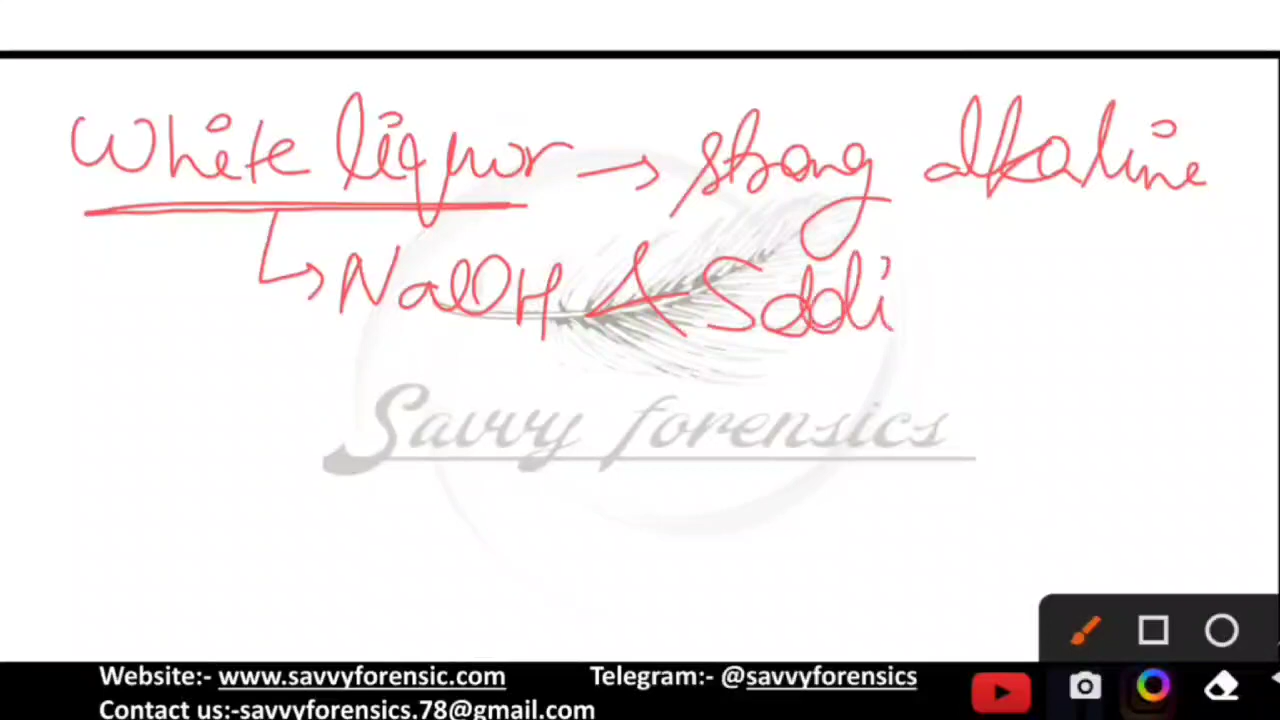 White liquor → strong alkaline
↳ NaOH & Soddi
Savvy forensics
Website:- www.savvyforensic.com Telegram:- @savvyforensics
Contact us:-savvyforensics.78@gmail.com